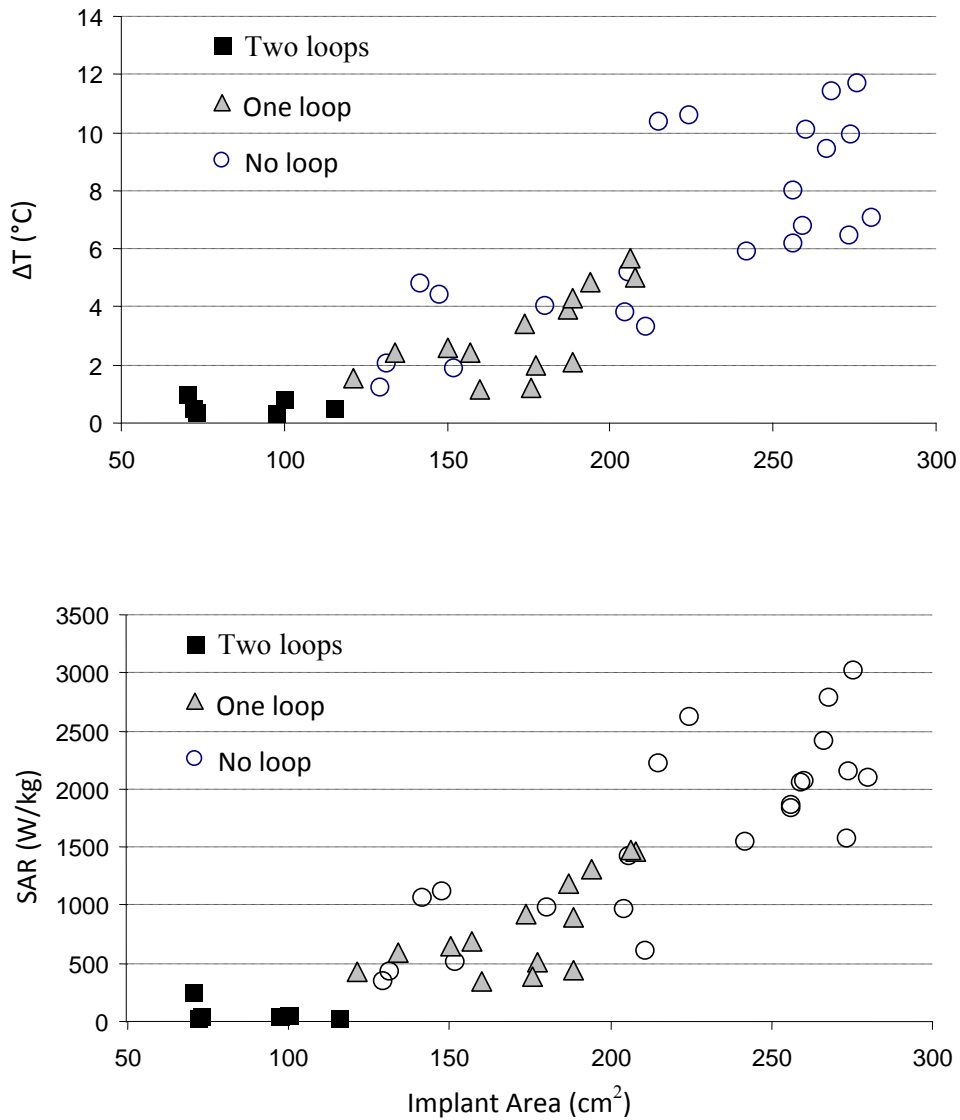 14
12
10
8
6
4
2
0
ΔT (°C)
Two loops
One loop
No loop
50 100 150 200 250 300
3500
3000
2500
2000
1500
1000
500
0
SAR (W/kg)
Two loops
One loop
No loop
50 100 150 200 250 300
Implant Area (cm²)